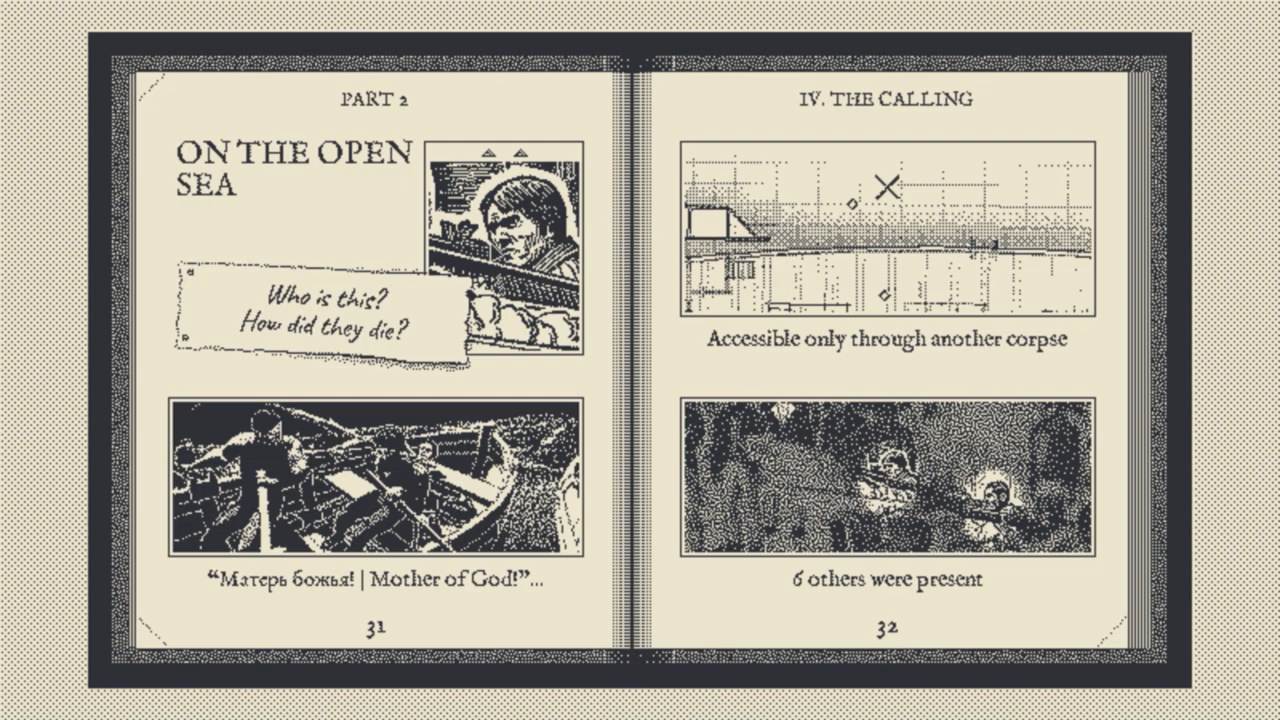 PART 2
ON THE OPEN
SEA
Who is this?
How did they die?
“Матерь божья! | Mother of God!”...
31
IV. THE CALLING
Accessible only through another corpse
6 others were present
32